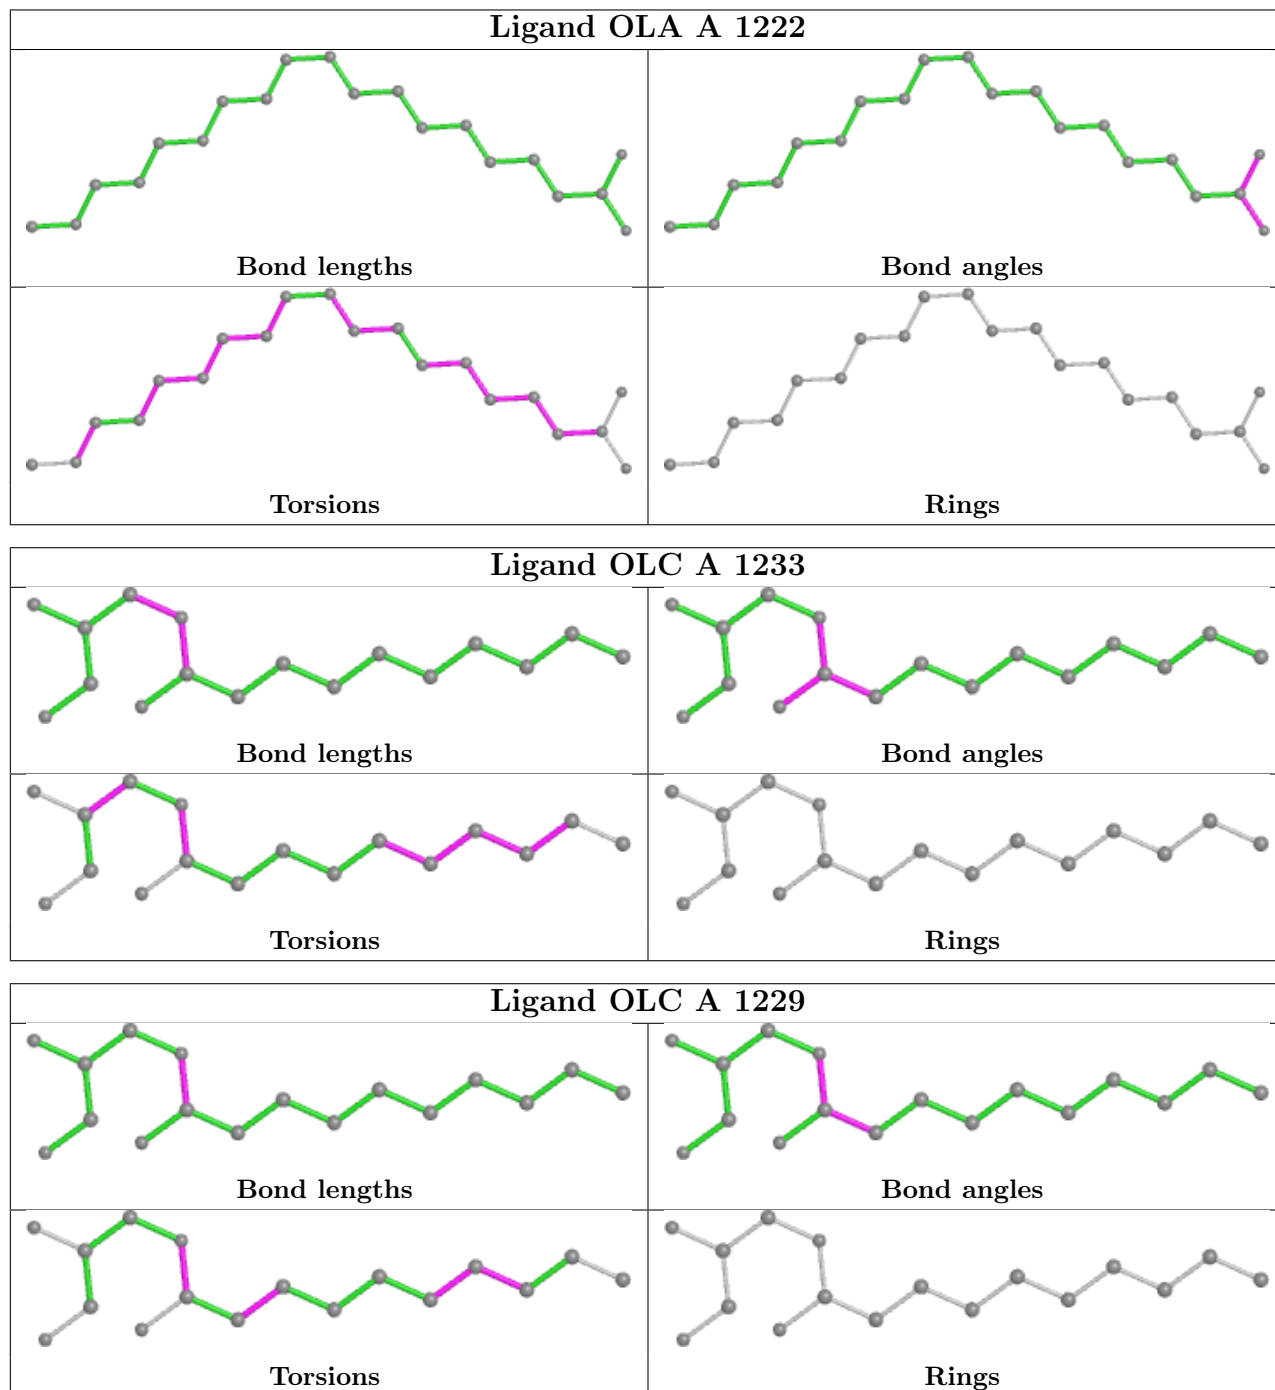 Ligand OLA A 1222
Bond lengths
Bond angles
Torsions
Rings
Ligand OLC A 1233
Bond lengths
Bond angles
Torsions
Rings
Ligand OLC A 1229
Bond lengths
Bond angles
Torsions
Rings